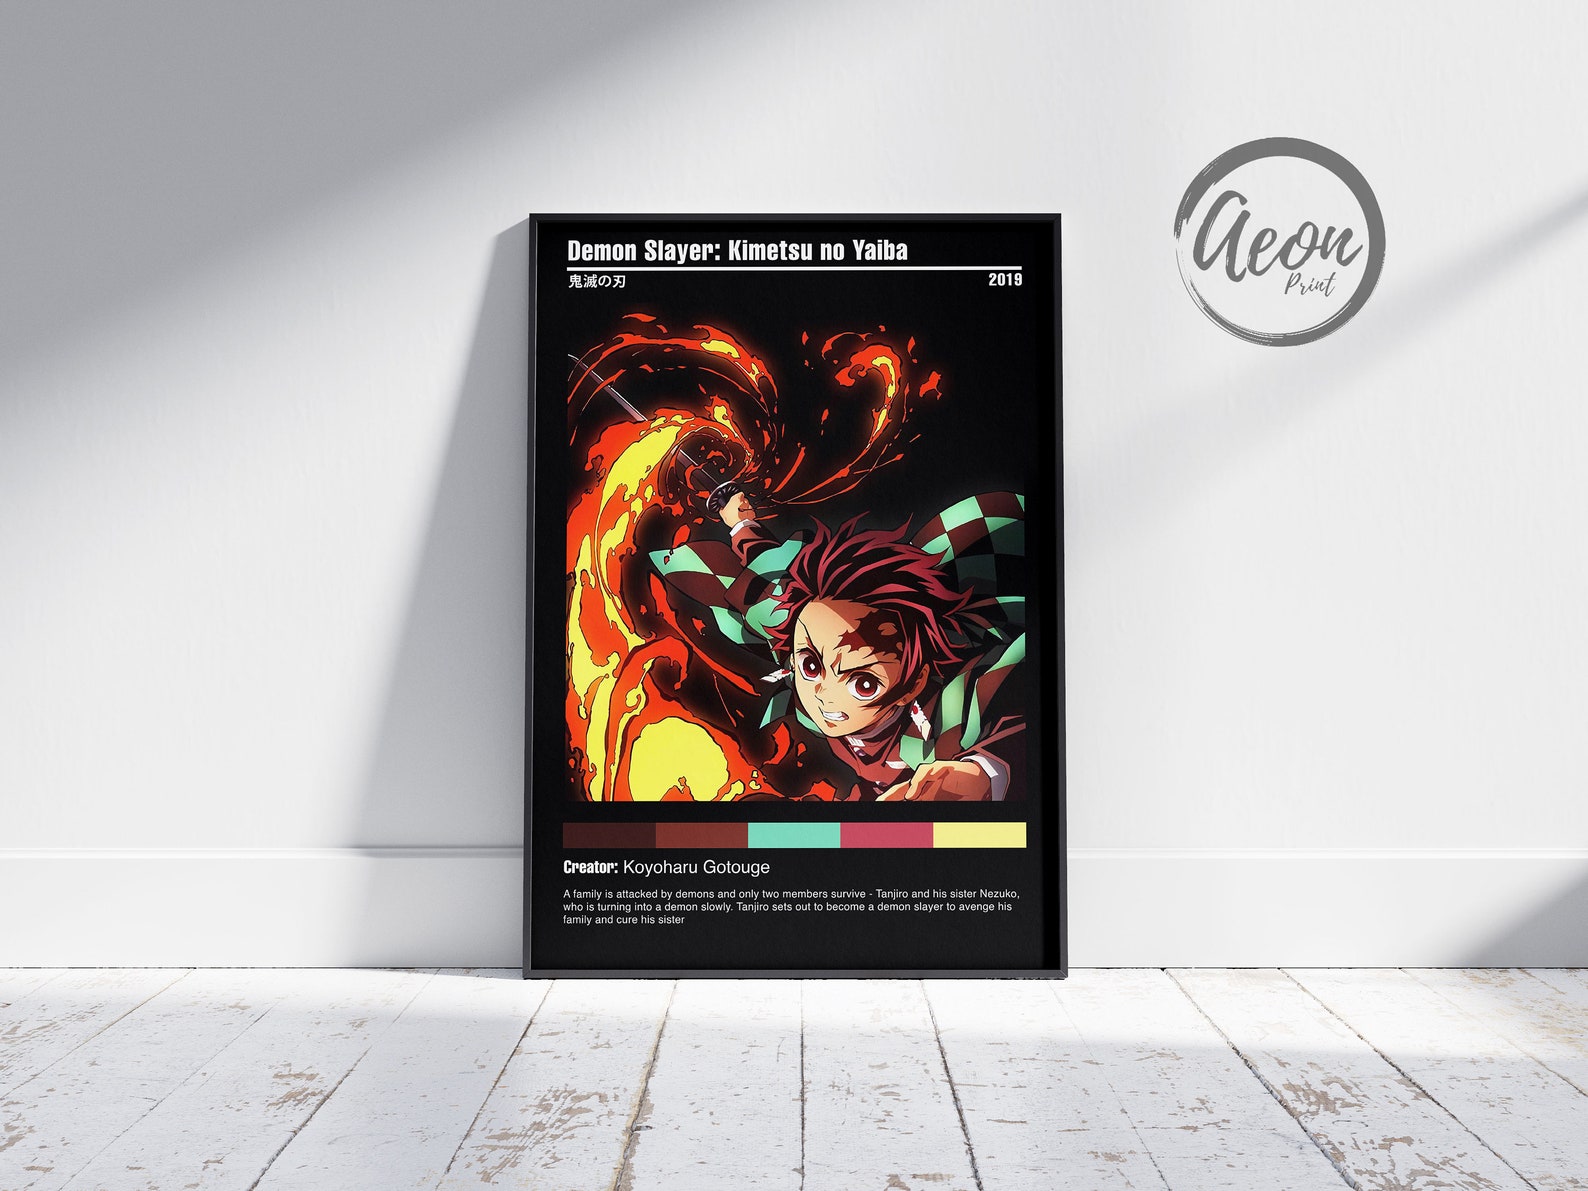 Demon Slayer: Kimetsu no Yaiba
鬼滅の刃 2019
Aeon
Print
Creator: Koyoharu Gotouge
A family is attacked by demons and only two members survive - Tanjiro and his sister Nezuko,
who is turning into a demon slowly. Tanjiro sets out to become a demon slayer to avenge his
family and cure his sister